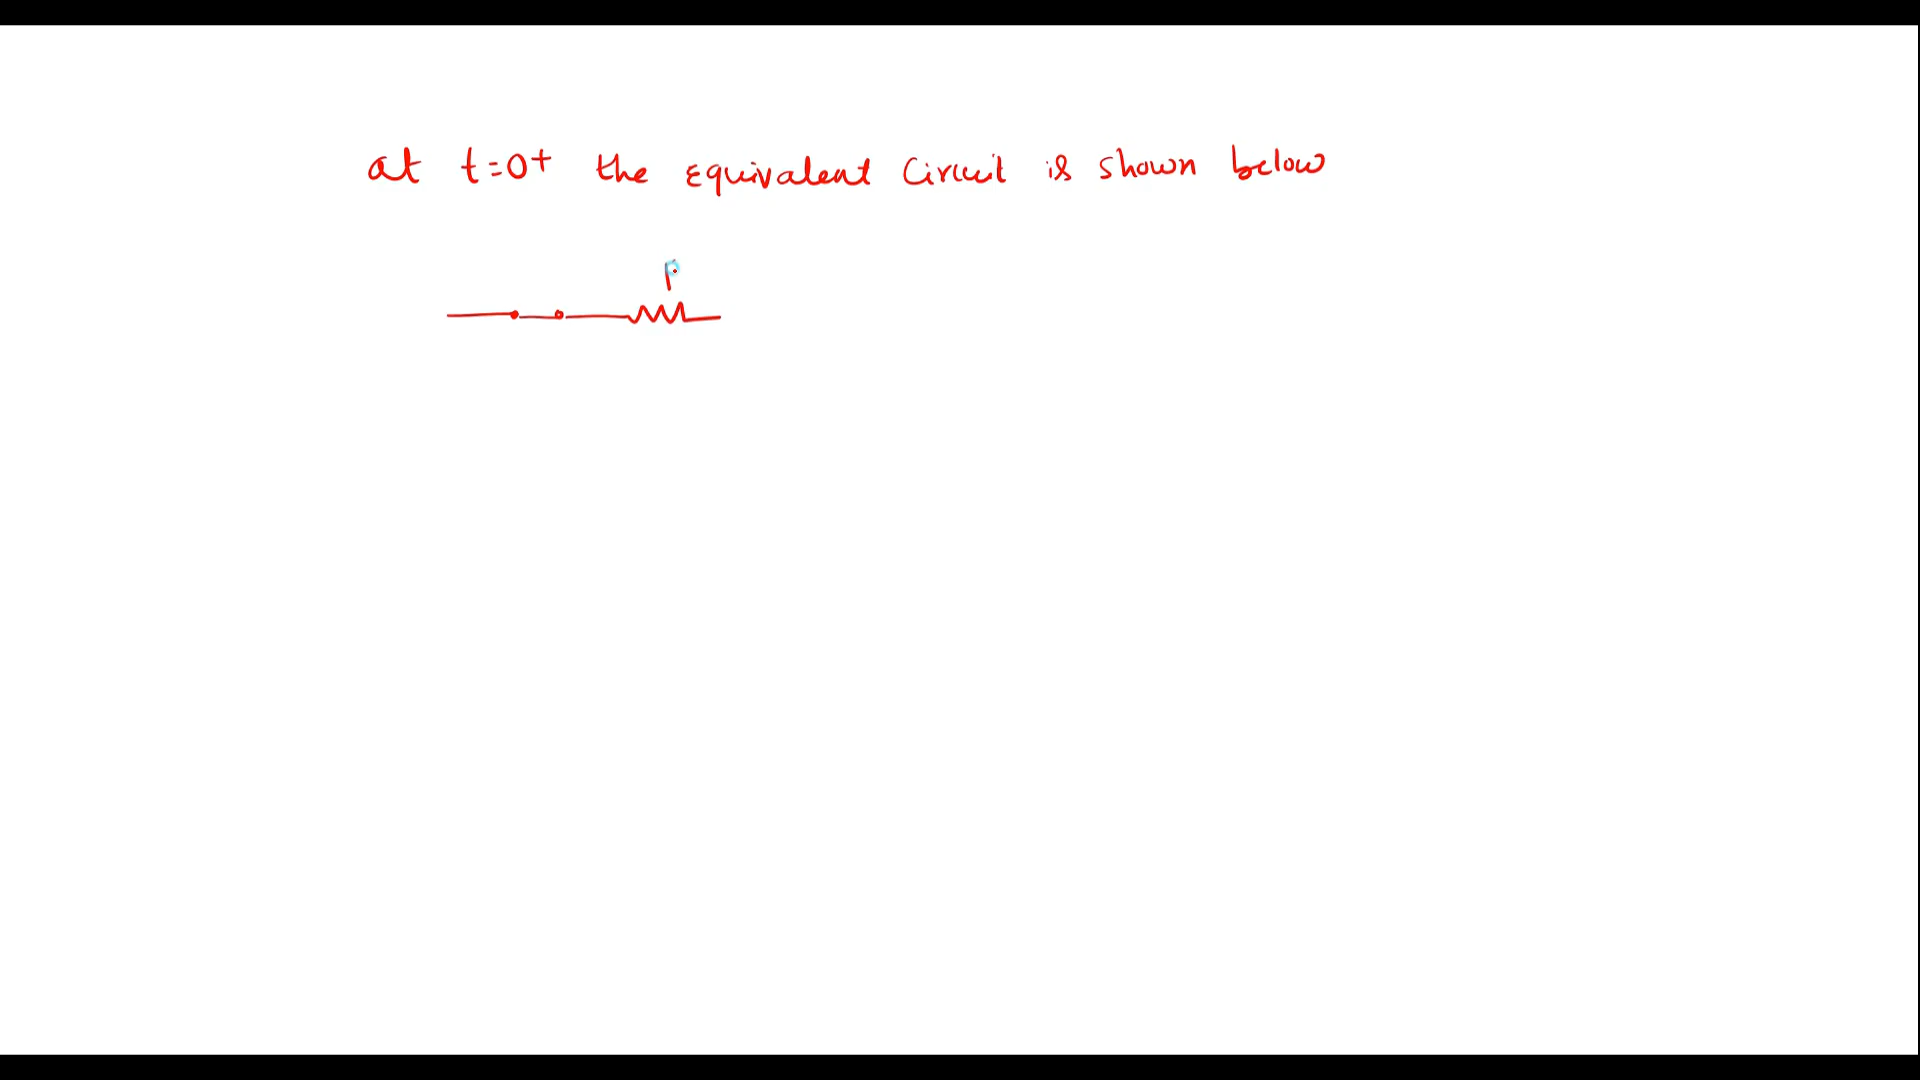 at t=0+ the equivalent circuit is shown below